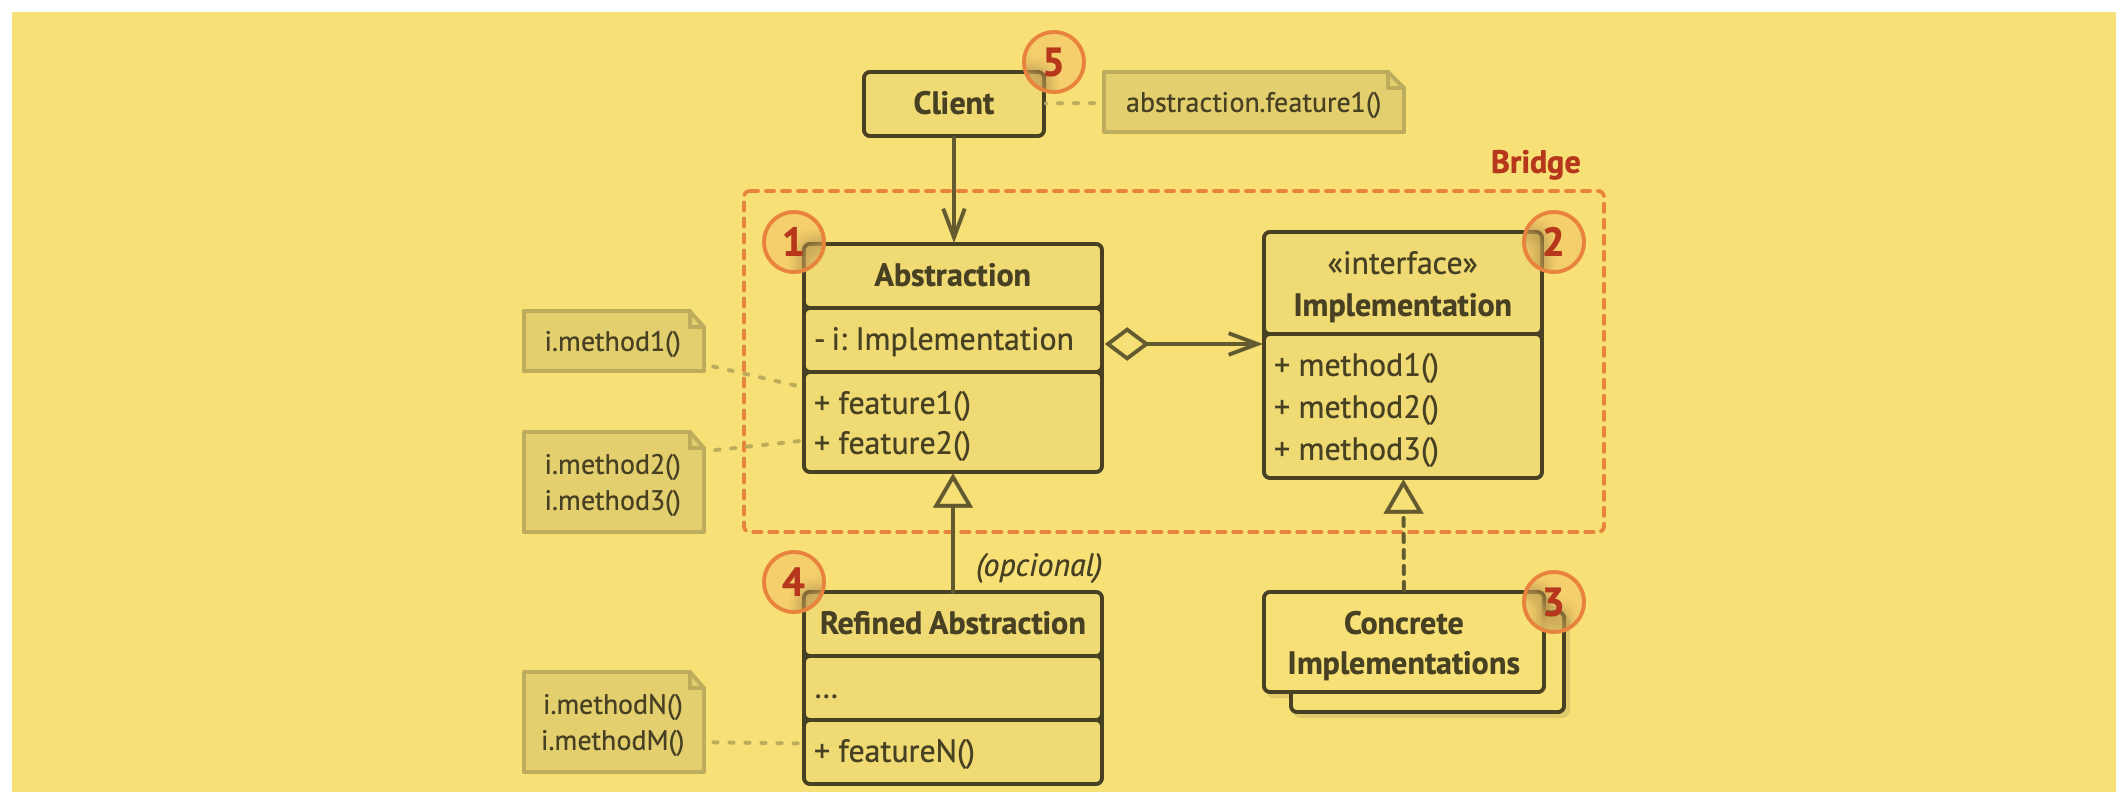 5
Client
abstraction.feature1()
Bridge
1
Abstraction
- i: Implementation
+ feature1()
+ feature2()
i.method1()
i.method2()
i.method3()
2
«interface»
Implementation
+ method1()
+ method2()
+ method3()
(opcional)
4
Refined Abstraction
...
+ featureN()
i.methodN()
i.methodM()
3
Concrete
Implementations